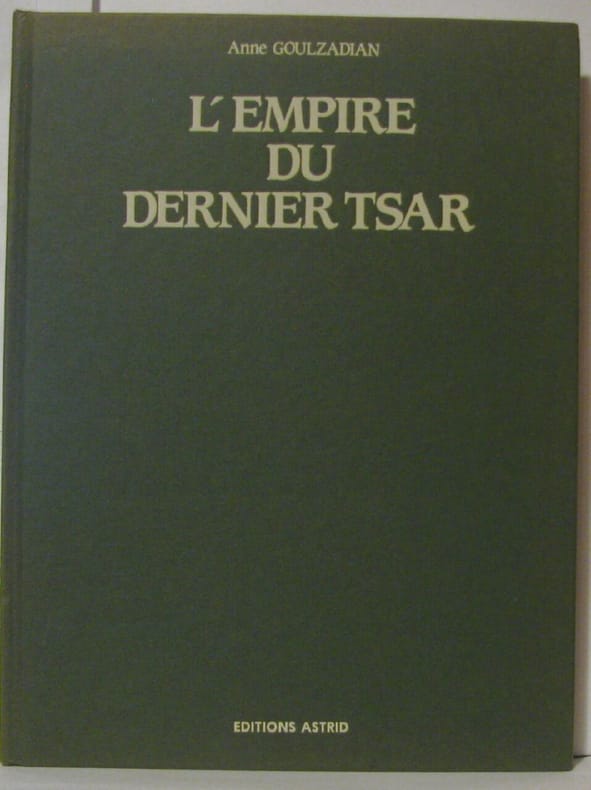 Anne GOULZADIAN
L'EMPIRE
DU
DERNIER TSAR
EDITIONS ASTRID